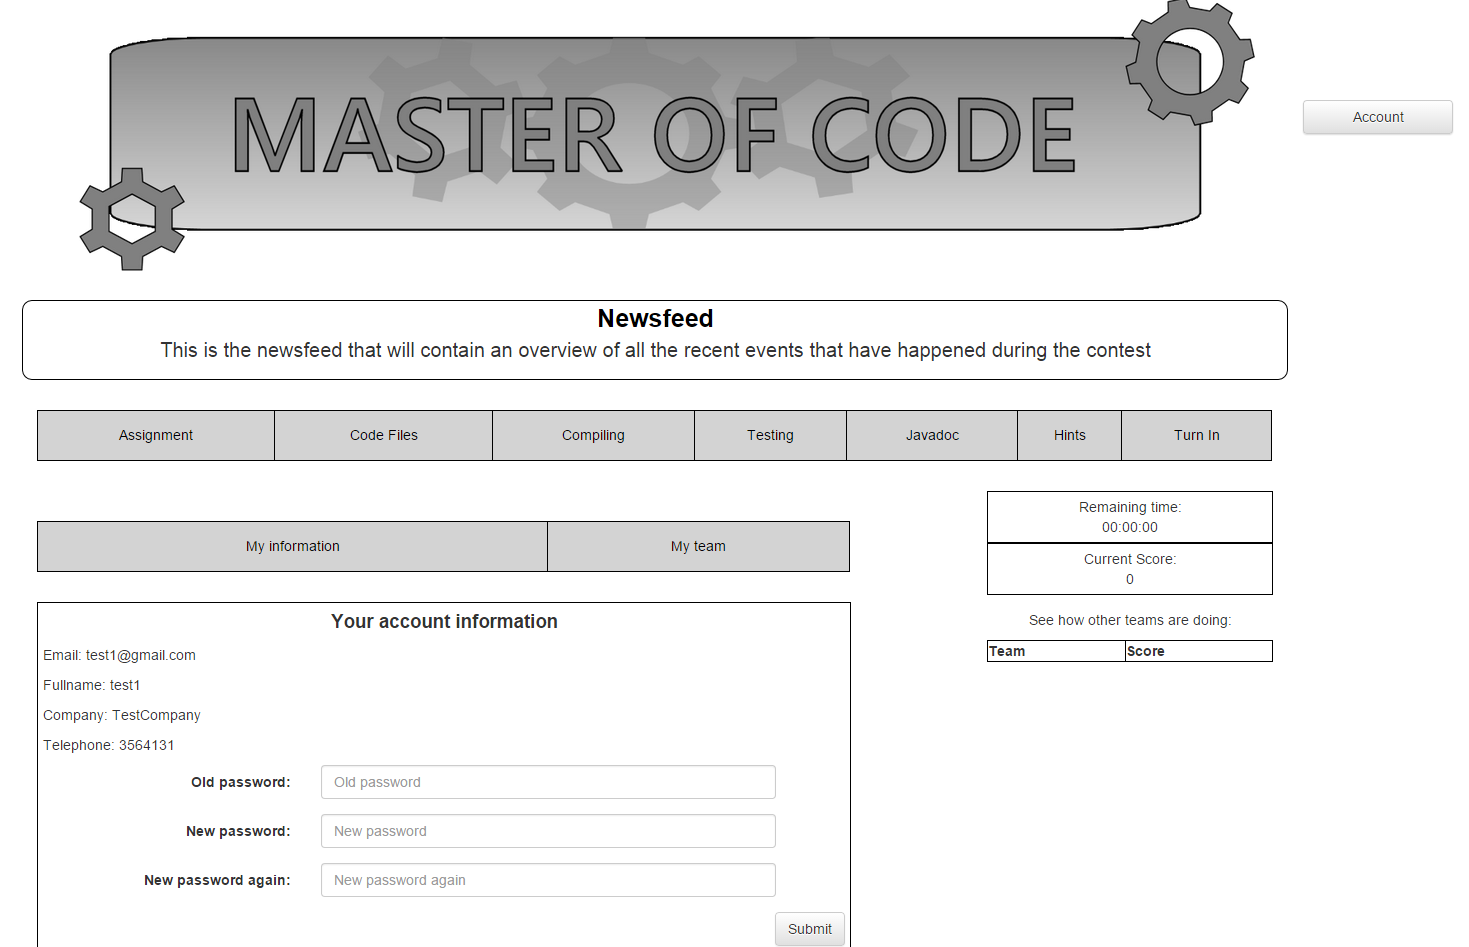 MASTER OF CODE
Account
Newsfeed
This is the newsfeed that will contain an overview of all the recent events that have happened during the contest
Assignment Code Files Compiling Testing Javadoc Hints Turn In
My information My team
Remaining time:
00:00:00
Current Score:
0
See how other teams are doing:
Team Score
Your account information
Email: test1@gmail.com
Fullname: test1
Company: TestCompany
Telephone: 3564131
Old password: Old password
New password: New password
New password again: New password again
Submit